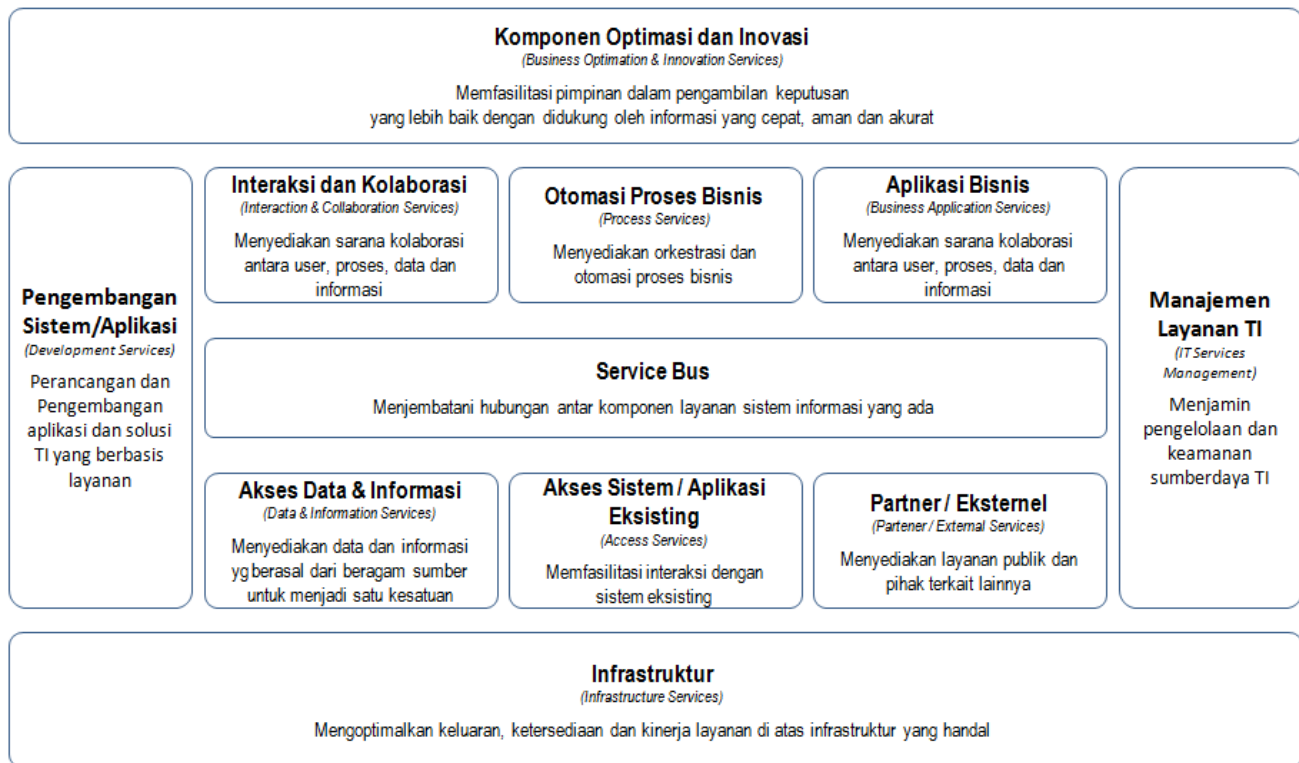 Komponen Optimasi dan Inovasi
(Business Optimation & Innovation Services)
Memfasilitasi pimpinan dalam pengambilan keputusan
yang lebih baik dengan didukung oleh informasi yang cepat, aman dan akurat
Pengembangan
Sistem/Aplikasi
(Development Services)
Perancangan dan
Pengembangan
aplikasi dan solusi
TI yang berbasis
layanan
Interaksi dan Kolaborasi
(Interaction & Collaboration Services)
Menyediakan sarana kolaborasi
antara user, proses, data dan
informasi
Otomasi Proses Bisnis
(Process Services)
Menyediakan orkestrasi dan
otomasi proses bisnis
Aplikasi Bisnis
(Business Application Services)
Menyediakan sarana kolaborasi
antara user, proses, data dan
informasi
Service Bus
Menjembatani hubungan antar komponen layanan sistem informasi yang ada
Akses Data & Informasi
(Data & Information Services)
Menyediakan data dan informasi
yg berasal dari beragam sumber
untuk menjadi satu kesatuan
Akses Sistem / Aplikasi
Eksisting
(Access Services)
Memfasilitasi interaksi dengan
sistem eksisting
Partner / Eksternel
(Partener / External Services)
Menyediakan layanan publik dan
pihak terkait lainnya
Manajemen
Layanan TI
(IT Services
Management)
Menjamin
pengelolaan dan
keamanan
sumberdaya TI
Infrastruktur
(Infrastructure Services)
Mengoptimalkan keluaran, ketersediaan dan kinerja layanan di atas infrastruktur yang handal